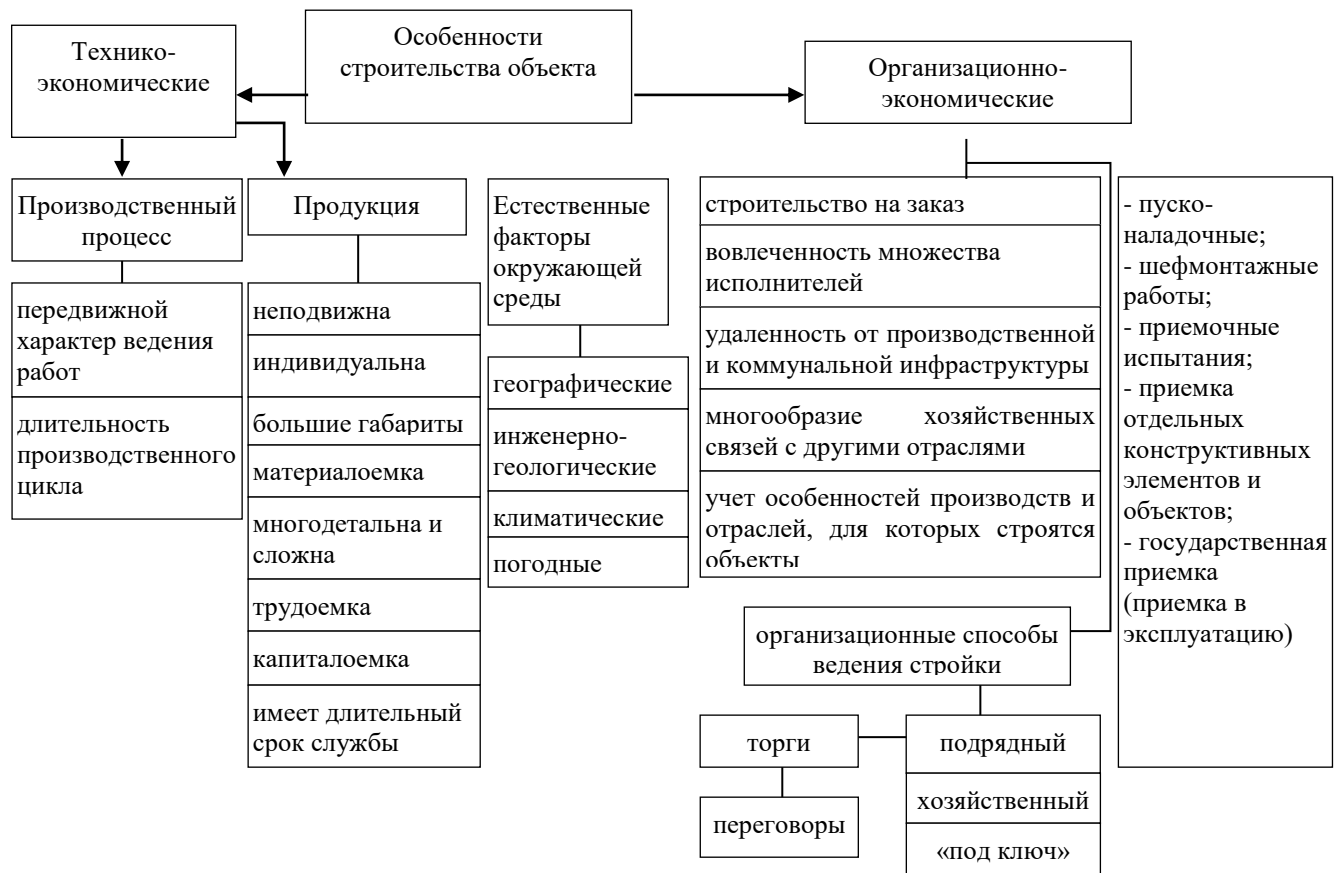 Технико-
экономические
Особенности
строительства объекта
Организационно-
экономические
Производственный
процесс
передвижной
характер ведения
работ
длительность
производственного
цикла
Продукция
неподвижна
индивидуальна
большие габариты
материалоемка
многодетальна и
сложна
трудоемка
капиталоемка
имеет длительный
срок службы
Естественные
факторы
окружающей
среды
географические
инженерно-
геологические
климатические
погодные
строительство на заказ
вовлеченность множества
исполнителей
удаленность от производственной
и коммунальной инфраструктуры
многообразие хозяйственных
связей с другими отраслями
учет особенностей производств и
отраслей, для которых строятся
объекты
организационные способы
ведения стройки
торги
переговоры
подрядный
хозяйственный
«под ключ»
- пуско-
наладочные;
- шефмонтажные
работы;
- приемочные
испытания;
- приемка
отдельных
конструктивных
элементов и
объектов;
- государственная
приемка
(приемка в
эксплуатацию)